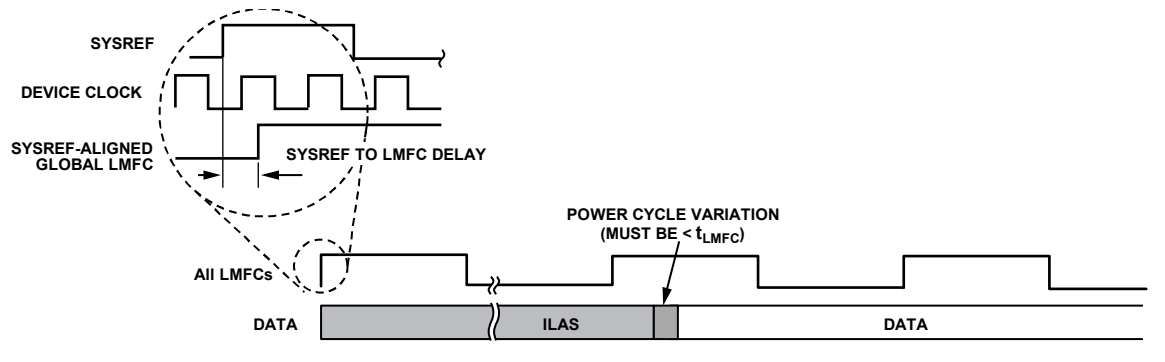 SYSREF
DEVICE CLOCK
SYSREF-ALIGNED
GLOBAL LMFC
SYSREF TO LMFC DELAY
POWER CYCLE VARIATION
(MUST BE < tLMFC)
All LMFCs
DATA
ILAS
DATA